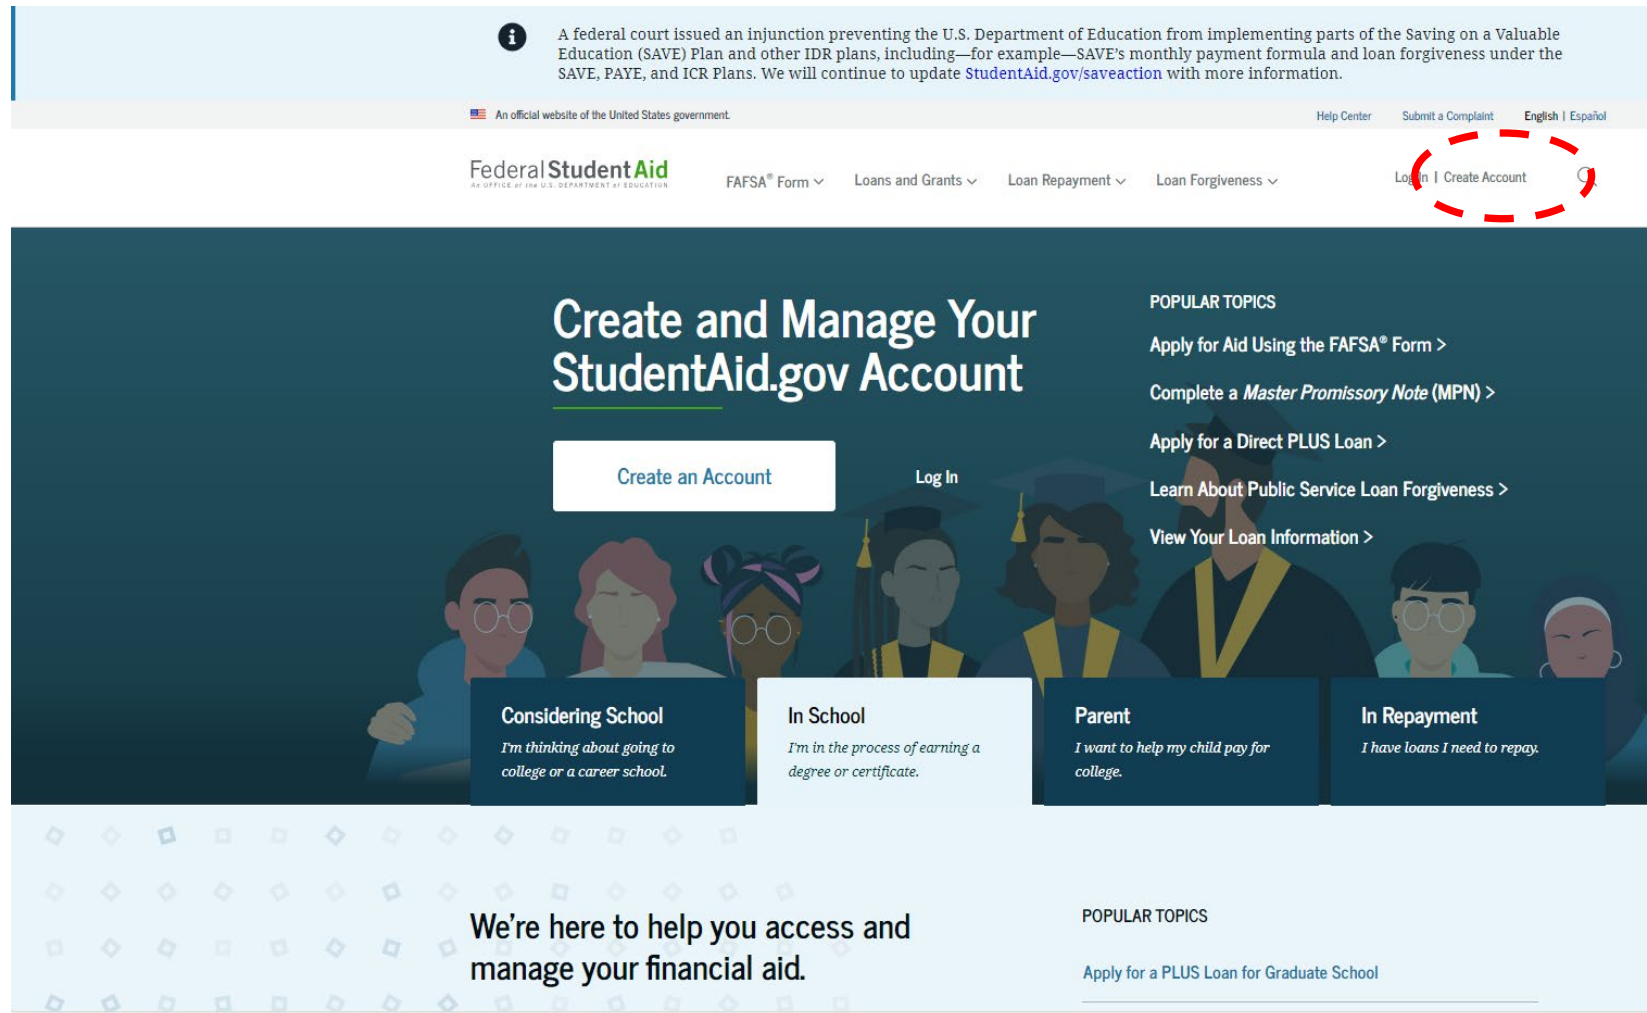 A federal court issued an injunction preventing the U.S. Department of Education from implementing parts of the Saving on a Valuable
Education (SAVE) Plan and other IDR plans, including—for example—SAVE's monthly payment formula and loan forgiveness under the
SAVE, PAYE, and ICR Plans. We will continue to update StudentAid.gov/saveaction with more information.
An official website of the United States government.
Help Center
Submit a Complaint
English | Español
Federal Student Aid
An OFFICE of the U.S. DEPARTMENT of EDUCATION
FAFSA® Form
Loans and Grants
Loan Repayment
Loan Forgiveness
Log In | Create Account
Create and Manage Your
StudentAid.gov Account
Create an Account
Log In
POPULAR TOPICS
Apply for Aid Using the FAFSA® Form >
Complete a Master Promissory Note (MPN) >
Apply for a Direct PLUS Loan >
Learn About Public Service Loan Forgiveness >
View Your Loan Information >
Considering School
I'm thinking about going to
college or a career school.
In School
I'm in the process of earning a
degree or certificate.
Parent
I want to help my child pay for
college.
In Repayment
I have loans I need to repay.
We're here to help you access and
manage your financial aid.
POPULAR TOPICS
Apply for a PLUS Loan for Graduate School